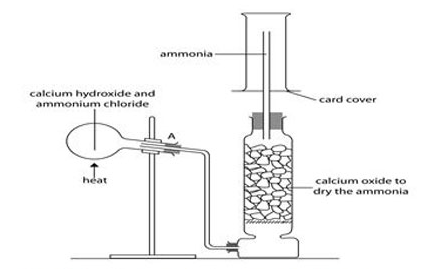 ammonia
card cover
calcium hydroxide and
ammonium chloride
A
heat
calcium oxide to
dry the ammonia